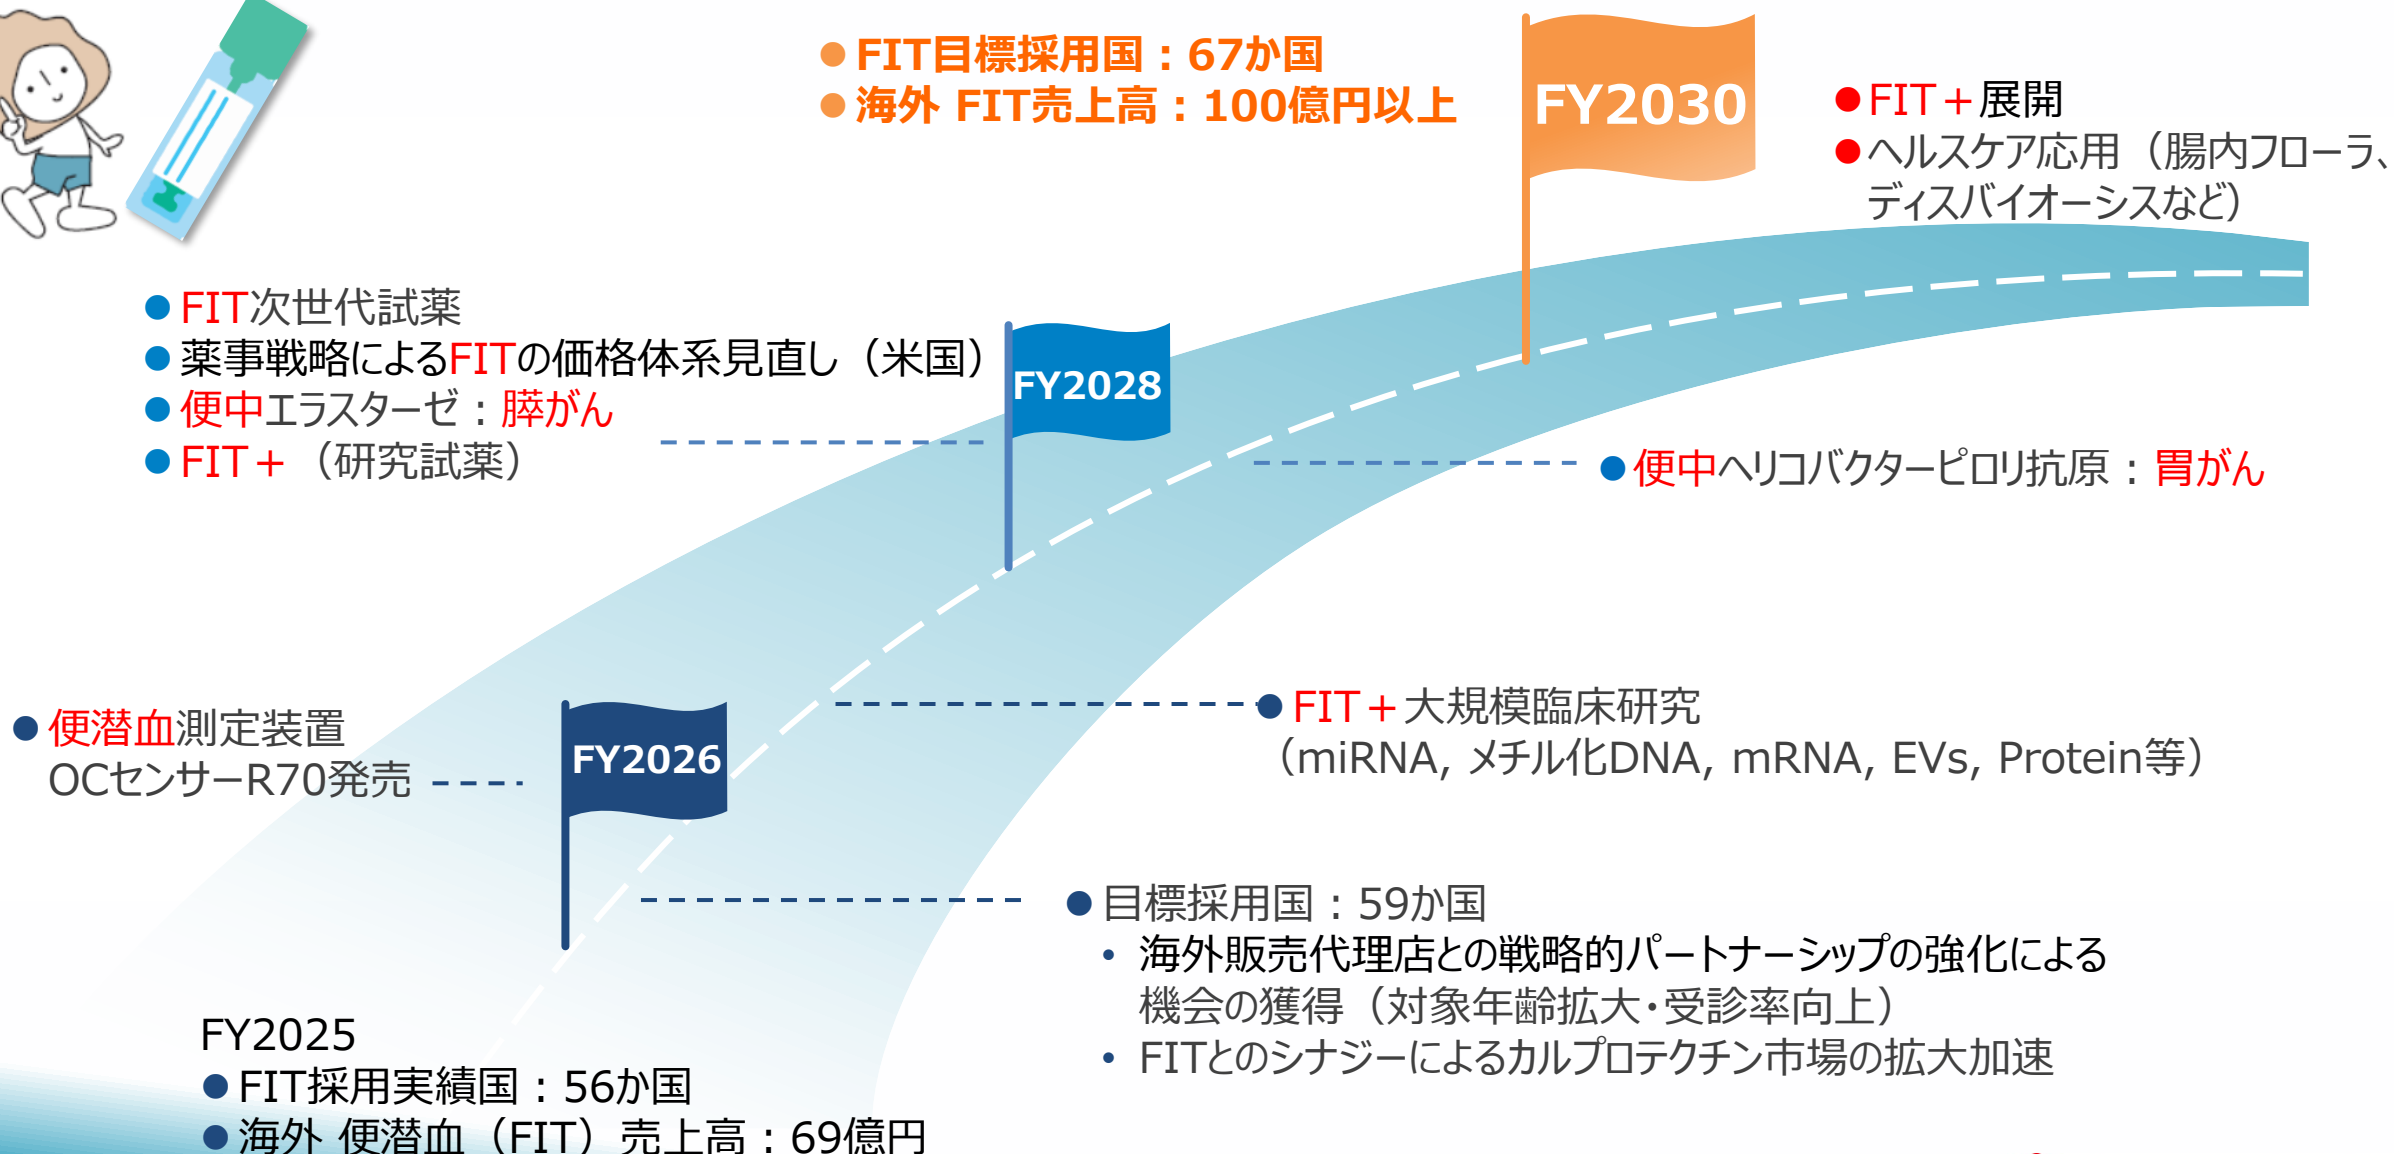 ● FIT目標採用国：67か国
● 海外 FIT売上高：100億円以上
FY2030
● FIT＋展開
● ヘルスケア応用（腸内フローラ、
ディスバイオーシスなど）
● FIT次世代試薬
● 薬事戦略によるFITの価格体系見直し（米国）
● 便中エラスターゼ：膵がん
● FIT＋（研究試薬）
FY2028
● 便中ヘリコバクターピロリ抗原：胃がん
● 便潜血測定装置
OCセンサーR70発売
FY2026
● FIT＋大規模臨床研究
（miRNA, メチル化DNA, mRNA, EVs, Protein等）
● 目標採用国：59か国
• 海外販売代理店との戦略的パートナーシップの強化による
機会の獲得（対象年齢拡大・受診率向上）
• FITとのシナジーによるカルプロテクチン市場の拡大加速
FY2025
● FIT採用実績国：56か国
● 海外 便潜血（FIT）売上高：69億円